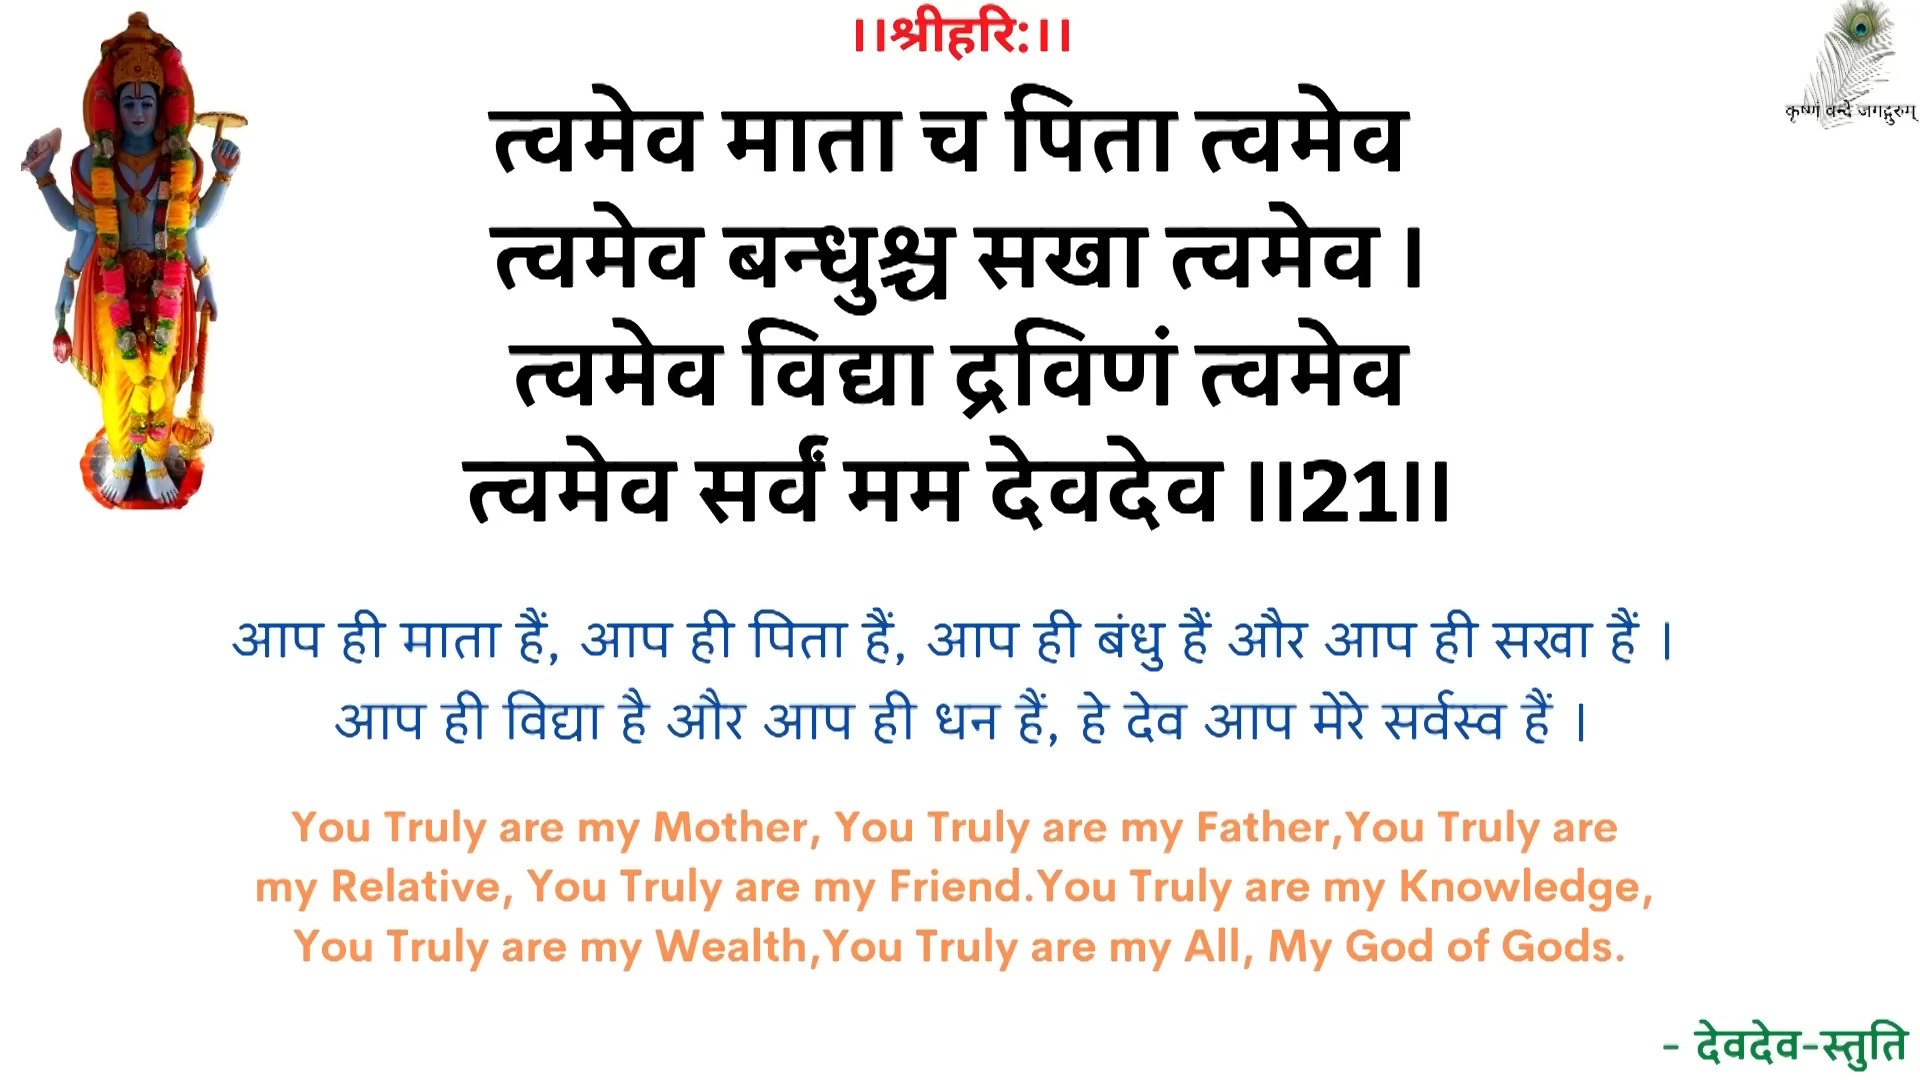 ।।श्रीहरि:।।
कृष्णं वन्दे जगद्गुरुम्
त्वमेव माता च पिता त्वमेव
त्वमेव बन्धुश्च सखा त्वमेव ।
त्वमेव विद्या द्रविणं त्वमेव
त्वमेव सर्वं मम देवदेव ।।21।।
आप ही माता हैं, आप ही पिता हैं, आप ही बंधु हैं और आप ही सखा हैं ।
आप ही विद्या है और आप ही धन हैं, हे देव आप मेरे सर्वस्व हैं ।
You Truly are my Mother, You Truly are my Father,You Truly are
my Relative, You Truly are my Friend.You Truly are my Knowledge,
You Truly are my Wealth,You Truly are my All, My God of Gods.
- देवदेव-स्तुति